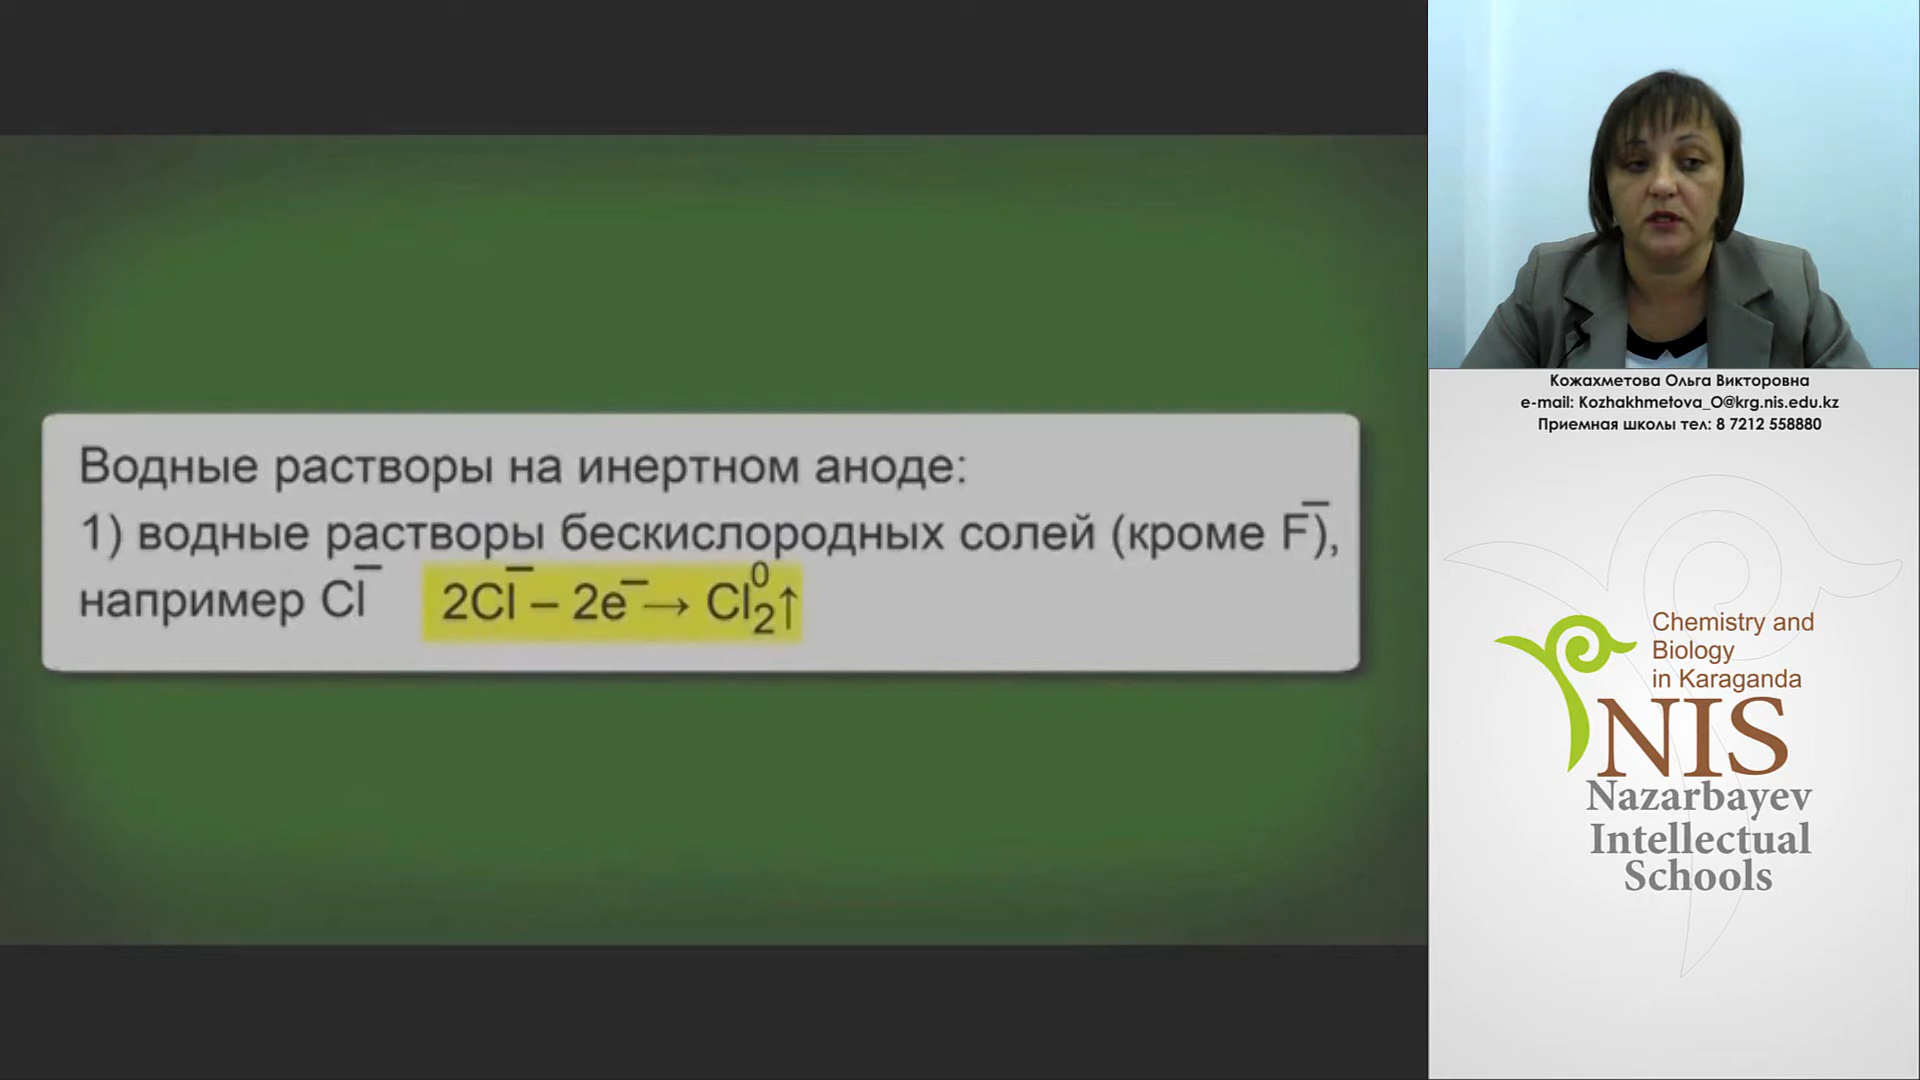 Водные растворы на инертном аноде:
1) водные растворы бескислородных солей (кроме F⁻),
например Cl⁻ 2Cl⁻ – 2e⁻ → Cl₂⁰↑
Кожахметова Ольга Викторовна
e-mail: Kozhakhmetova_O@krg.nis.edu.kz
Приемная школы тел: 8 7212 558880
Chemistry and
Biology
in Karaganda
NIS
Nazarbayev
Intellectual
Schools